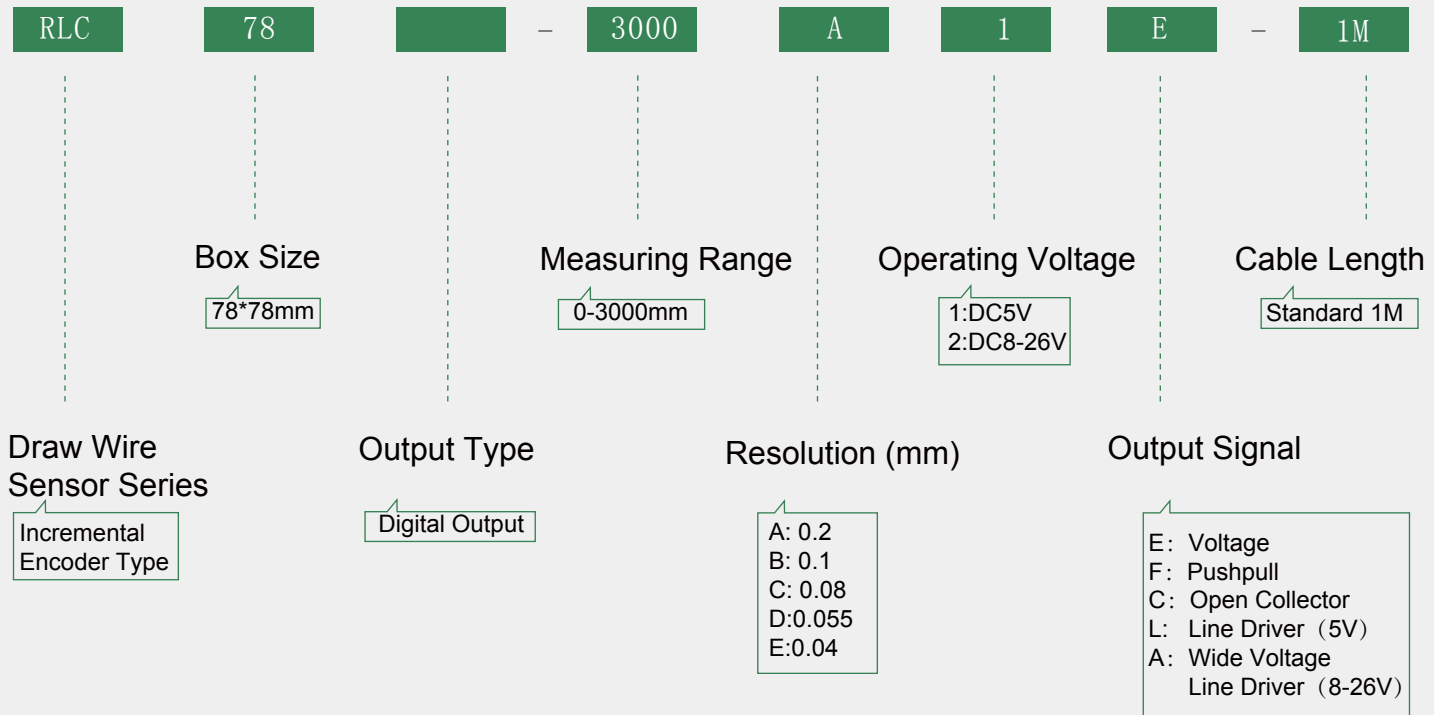 RLC 78 - 3000 A 1 E - 1M
Box Size
78*78mm
Measuring Range
0-3000mm
Operating Voltage
1:DC5V
2:DC8-26V
Cable Length
Standard 1M
Draw Wire
Sensor Series
Incremental
Encoder Type
Output Type
Digital Output
Resolution (mm)
A: 0.2
B: 0.1
C: 0.08
D:0.055
E:0.04
Output Signal
E：Voltage
F：Pushpull
C：Open Collector
L: Line Driver（5V）
A：Wide Voltage
Line Driver（8-26V）